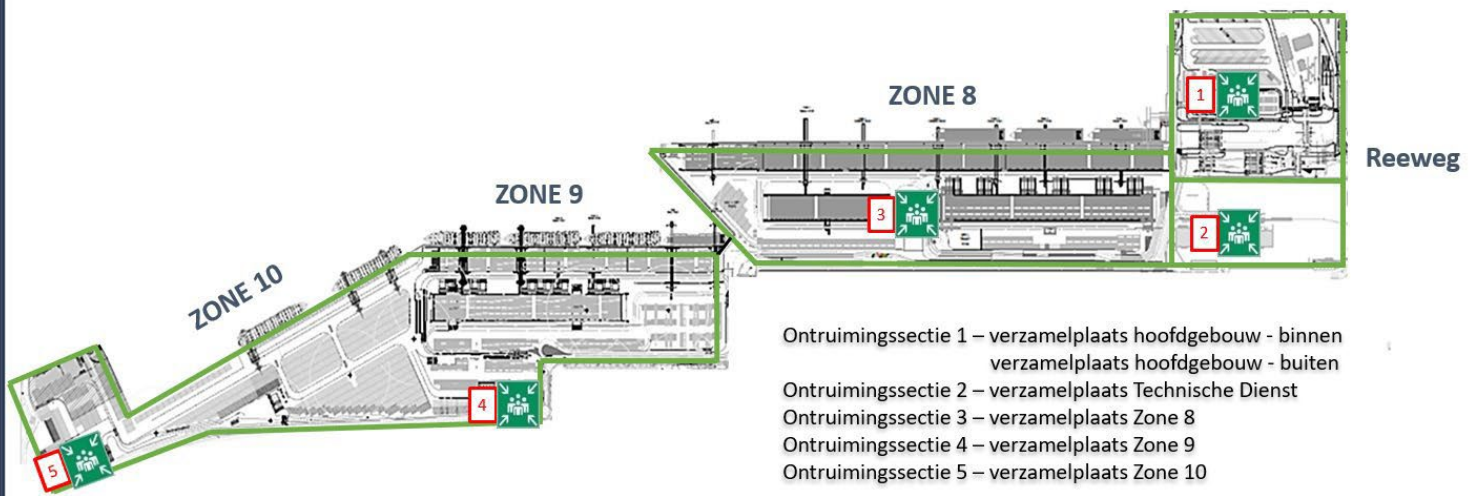 ZONE 8
1
Reeweg
ZONE 9
3
2
ZONE 10
Ontruimingssectie 1 – verzamelplaats hoofdgebouw - binnen
verzamelplaats hoofdgebouw - buiten
Ontruimingssectie 2 – verzamelplaats Technische Dienst
4
Ontruimingssectie 3 – verzamelplaats Zone 8
Ontruimingssectie 4 – verzamelplaats Zone 9
5
Ontruimingssectie 5 – verzamelplaats Zone 10